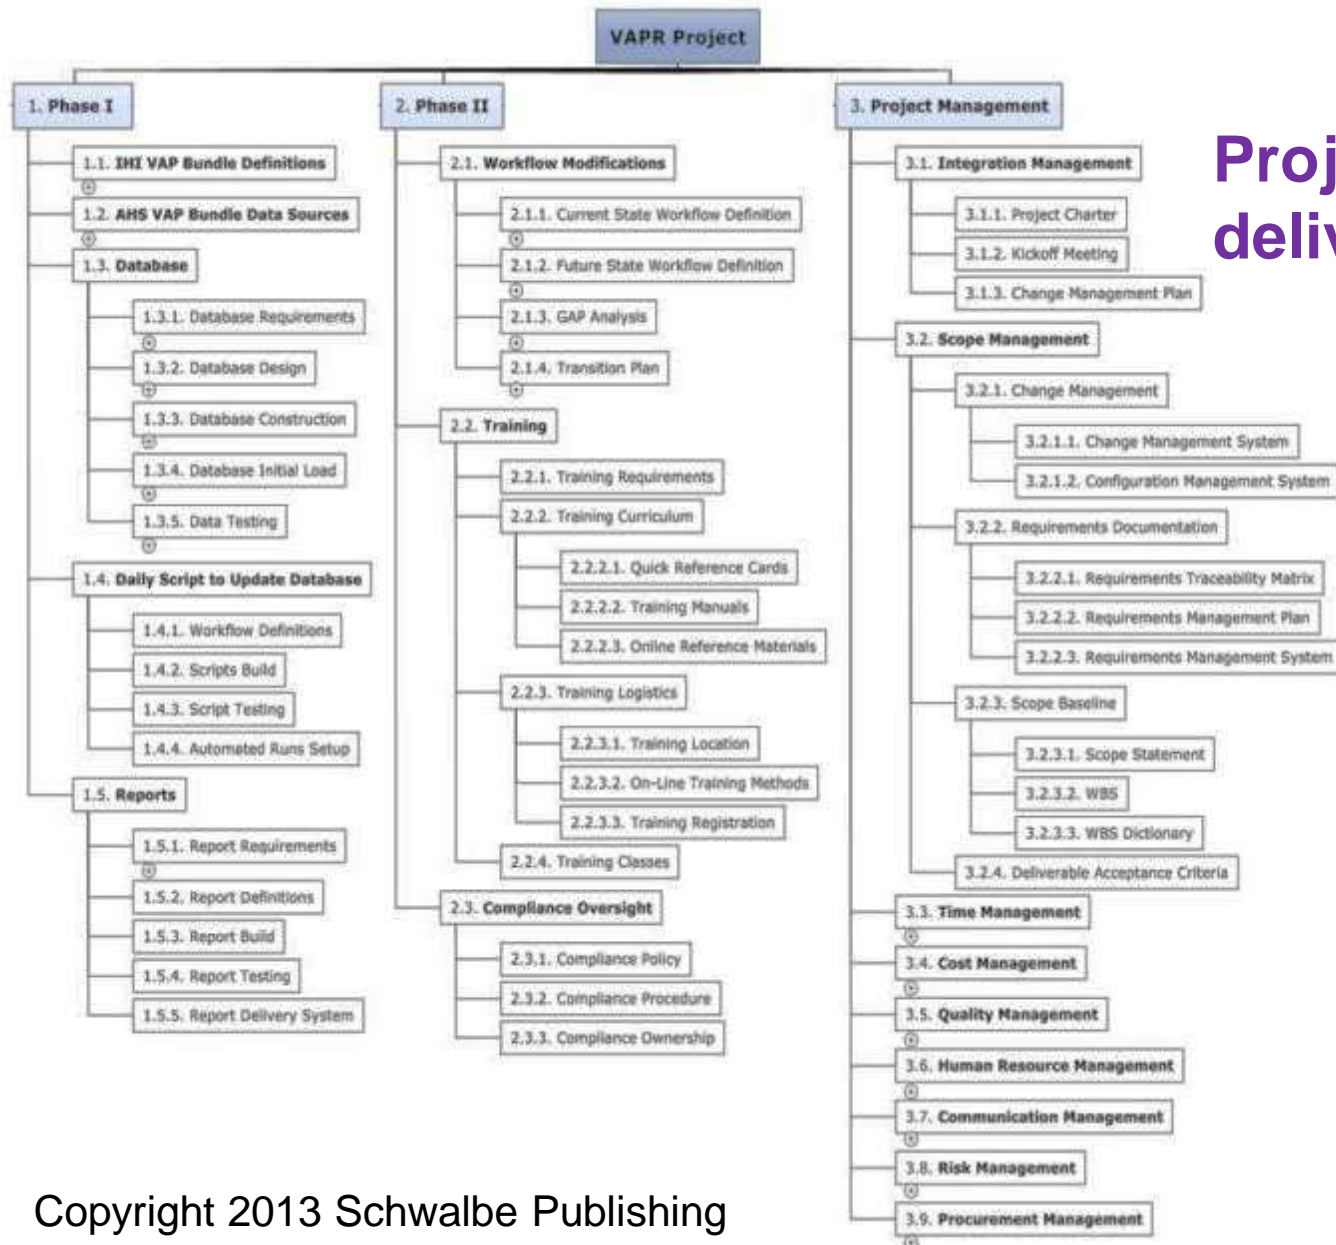 VAPR Project
1. Phase I
1.1. IHI VAP Bundle Definitions
1.2. AHS VAP Bundle Data Sources
1.3. Database
1.3.1. Database Requirements
1.3.2. Database Design
1.3.3. Database Construction
1.3.4. Database Initial Load
1.3.5. Data Testing
1.4. Daily Script to Update Database
1.4.1. Workflow Definitions
1.4.2. Scripts Build
1.4.3. Script Testing
1.4.4. Automated Runs Setup
1.5. Reports
1.5.1. Report Requirements
1.5.2. Report Definitions
1.5.3. Report Build
1.5.4. Report Testing
1.5.5. Report Delivery System
2. Phase II
2.1. Workflow Modifications
2.1.1. Current State Workflow Definition
2.1.2. Future State Workflow Definition
2.1.3. GAP Analysis
2.1.4. Transition Plan
2.2. Training
2.2.1. Training Requirements
2.2.2. Training Curriculum
2.2.2.1. Quick Reference Cards
2.2.2.2. Training Manuals
2.2.2.3. Online Reference Materials
2.2.3. Training Logistics
2.2.3.1. Training Location
2.2.3.2. On-Line Training Methods
2.2.3.3. Training Registration
2.2.4. Training Classes
2.3. Compliance Oversight
2.3.1. Compliance Policy
2.3.2. Compliance Procedure
2.3.3. Compliance Ownership
3. Project Management
3.1. Integration Management
3.1.1. Project Charter
3.1.2. Kickoff Meeting
3.1.3. Change Management Plan
3.2. Scope Management
3.2.1. Change Management
3.2.1.1. Change Management System
3.2.1.2. Configuration Management System
3.2.2. Requirements Documentation
3.2.2.1. Requirements Traceability Matrix
3.2.2.2. Requirements Management Plan
3.2.2.3. Requirements Management System
3.2.3. Scope Baseline
3.2.3.1. Scope Statement
3.2.3.2. WBS
3.2.3.3. WBS Dictionary
3.2.4. Deliverable Acceptance Criteria
3.3. Time Management
3.4. Cost Management
3.5. Quality Management
3.6. Human Resource Management
3.7. Communication Management
3.8. Risk Management
3.9. Procurement Management
Copyright 2013 Schwalbe Publishing